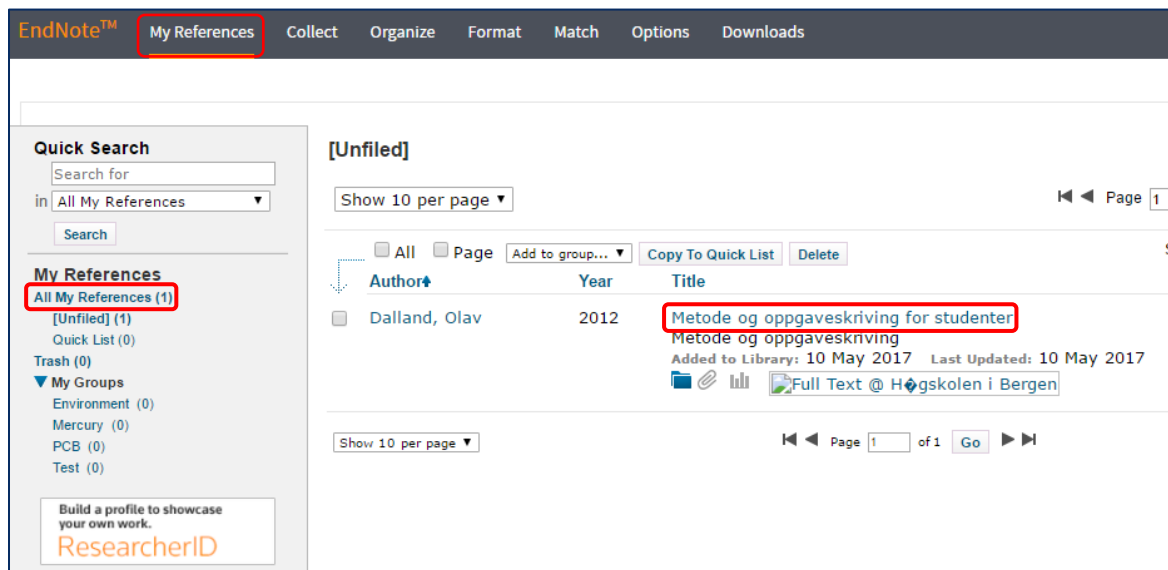 EndNote™ My References Collect Organize Format Match Options Downloads
Quick Search
Search for
in All My References ▼
Search
My References
All My References (1)
[Unfiled] (1)
Quick List (0)
Trash (0)
▼ My Groups
Environment (0)
Mercury (0)
PCB (0)
Test (0)
Build a profile to showcase
your own work.
ResearcherID
[Unfiled]
Show 10 per page ▼ Page 1
All Page Add to group... ▼ Copy To Quick List Delete
Author Year Title
Dalland, Olav 2012 Metode og oppgaveskriving for studenter
Metode og oppgaveskriving
Added to Library: 10 May 2017 Last Updated: 10 May 2017
Full Text @ H�gskolen i Bergen
Show 10 per page ▼ Page 1 of 1 Go